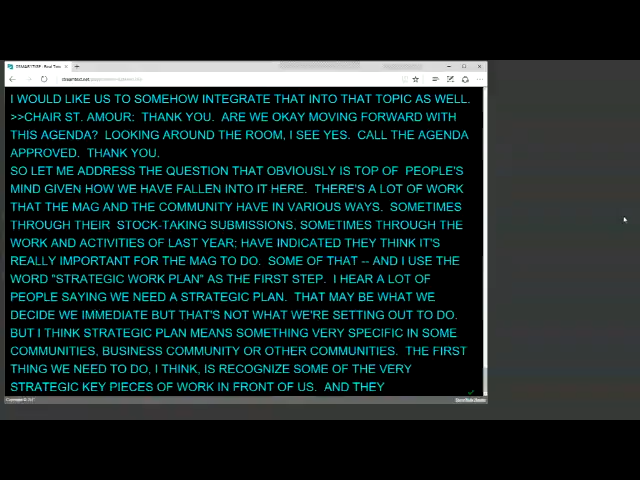 I WOULD LIKE US TO SOMEHOW INTEGRATE THAT INTO THAT TOPIC AS WELL.
>>CHAIR ST. AMOUR:  THANK YOU.  ARE WE OKAY MOVING FORWARD WITH
THIS AGENDA?  LOOKING AROUND THE ROOM, I SEE YES.  CALL THE AGENDA
APPROVED.  THANK YOU.
SO LET ME ADDRESS THE QUESTION THAT OBVIOUSLY IS TOP OF  PEOPLE'S
MIND GIVEN HOW WE HAVE FALLEN INTO IT HERE.  THERE'S A LOT OF WORK
THAT THE MAG AND THE COMMUNITY HAVE IN VARIOUS WAYS.  SOMETIMES
THROUGH THEIR  STOCK-TAKING SUBMISSIONS, SOMETIMES THROUGH THE
WORK AND ACTIVITIES OF LAST YEAR; HAVE INDICATED THEY THINK IT'S
REALLY IMPORTANT FOR THE MAG TO DO.  SOME OF THAT -- AND I USE THE
WORD "STRATEGIC WORK PLAN" AS THE FIRST STEP.  I HEAR A LOT OF
PEOPLE SAYING WE NEED A STRATEGIC PLAN.  THAT MAY BE WHAT WE
DECIDE WE IMMEDIATE BUT THAT'S NOT WHAT WE'RE SETTING OUT TO DO.
BUT I THINK STRATEGIC PLAN MEANS SOMETHING VERY SPECIFIC IN SOME
COMMUNITIES, BUSINESS COMMUNITY OR OTHER COMMUNITIES.  THE FIRST
THING WE NEED TO DO, I THINK, IS RECOGNIZE SOME OF THE VERY
STRATEGIC KEY PIECES OF WORK IN FRONT OF US.  AND THEY